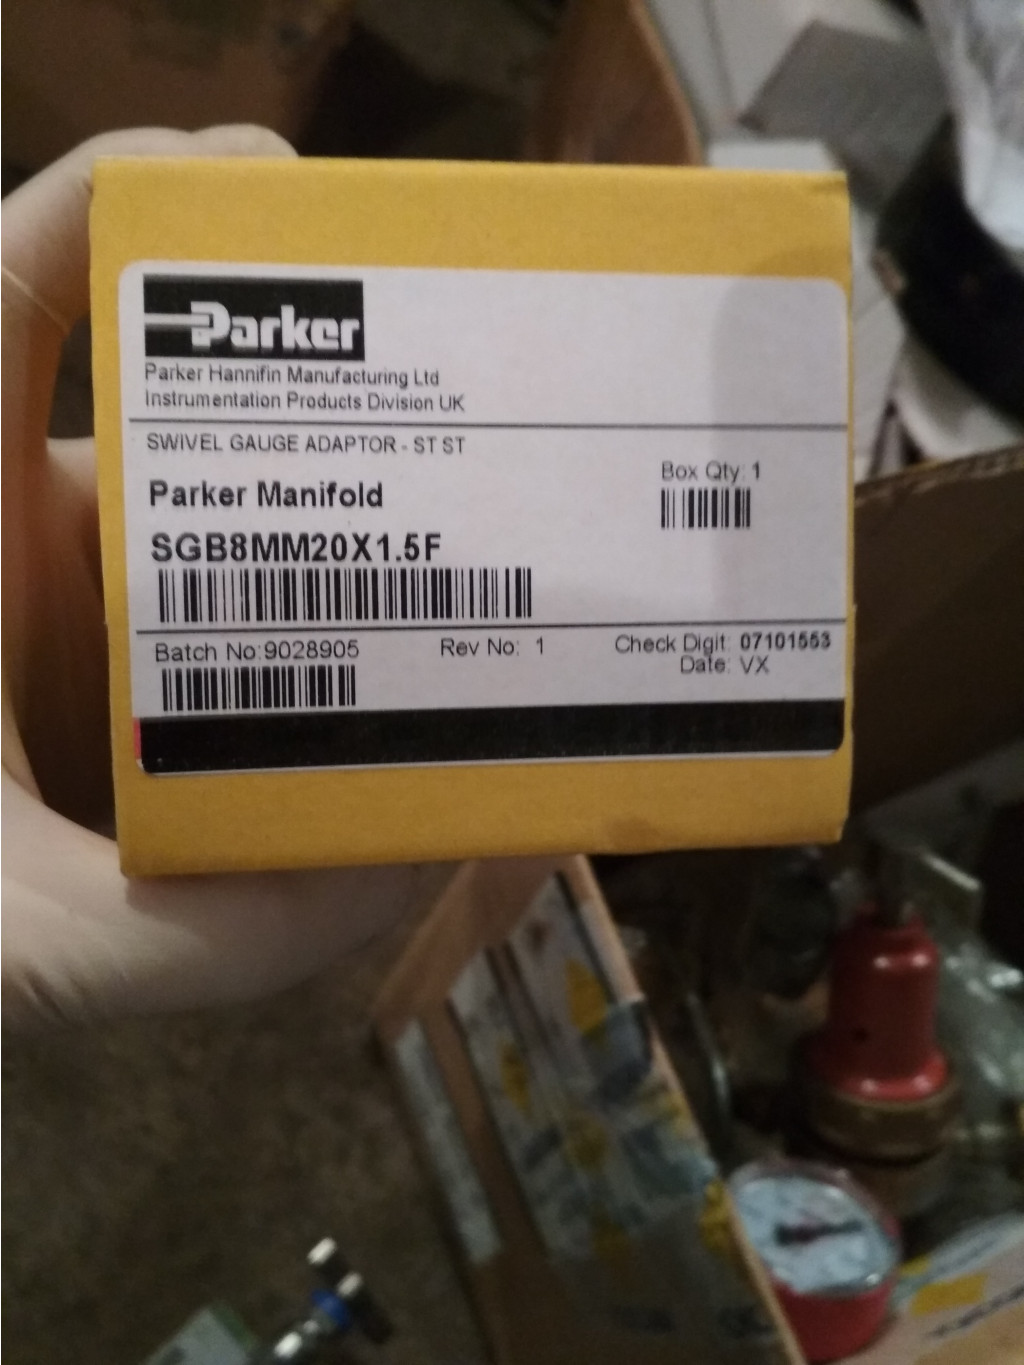 Parker
Parker Hannifin Manufacturing Ltd
Instrumentation Products Division UK
SWIVEL GAUGE ADAPTOR - ST ST
Parker Manifold
Box Qty: 1
SGB8MM20X1.5F
Batch No:9028905
Rev No: 1
Check Digit: 07101553
Date: VX